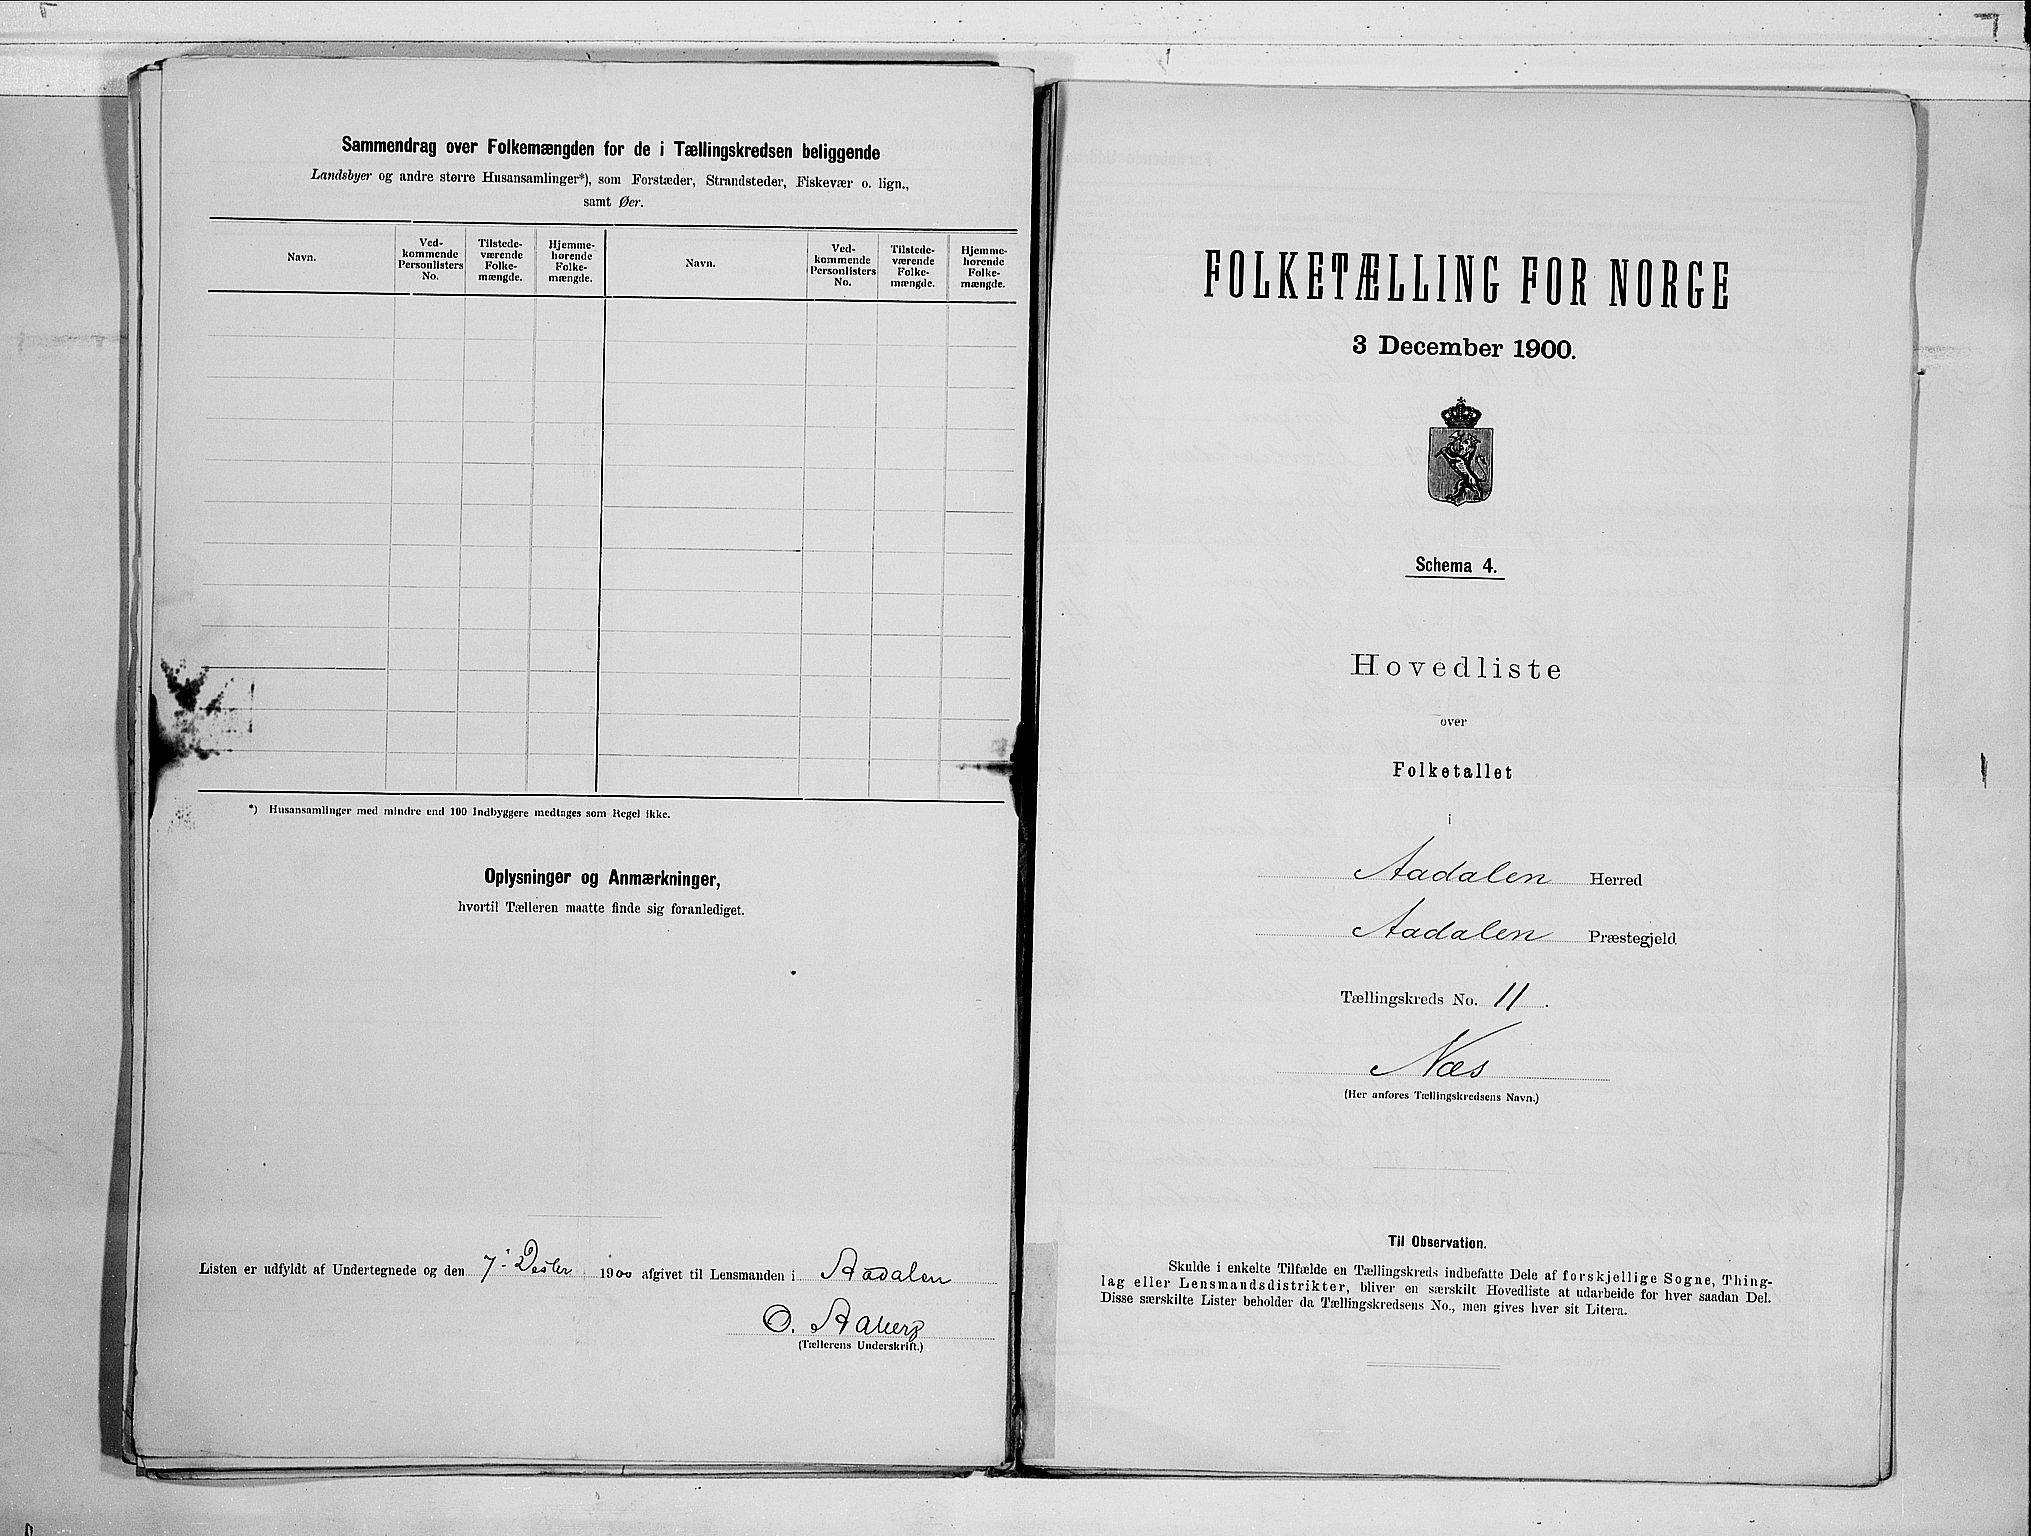 Sammendrag over Folkemængden for de i Tællingskredsen beliggende
Landsbyer og andre større Husansamlinger*), som Forstæder, Strandsteder, Fiskevær o. lign.,
samt Øer.
Navn.
Ved-
kommende
Personlisters
No.
Tilstede-
værende
Folke-
mængde.
Hjemme-
hørende
Folke-
mængde.
Navn.
Ved-
kommende
Personlisters
No.
Tilstede-
værende
Folke-
mængde.
Hjemme-
hørende
Folke-
mængde.
*) Husansamlinger med mindre end 100 Indbyggere medtages som Regel ikke.
Oplysninger og Anmærkninger,
hvortil Tælleren maatte finde sig foranlediget.
Listen er udfyldt af Undertegnede og den 7 1900 afgivet til Lensmanden i Aadalen
O. Aaberg
(Tællerens Underskrift.)
FOLKETÆLLING FOR NORGE
3 December 1900.
Schema 4.
Hovedliste
over
Folketallet
i
Aadalen Herred
Aadalen Præstegjeld
Tællingskreds No. 11.
Næs
(Her anføres Tællingskredsens Navn.)
Til Observation.
Skulde i enkelte Tilfælde en Tællingskreds indbefatte Dele af forskjellige Sogne, Thing-
lag eller Lensmandsdistrikter, bliver en særskilt Hovedliste at udarbeide for hver saadan Del.
Disse særskilte Lister beholder da Tællingskredsens No., men gives hver sit Litera.